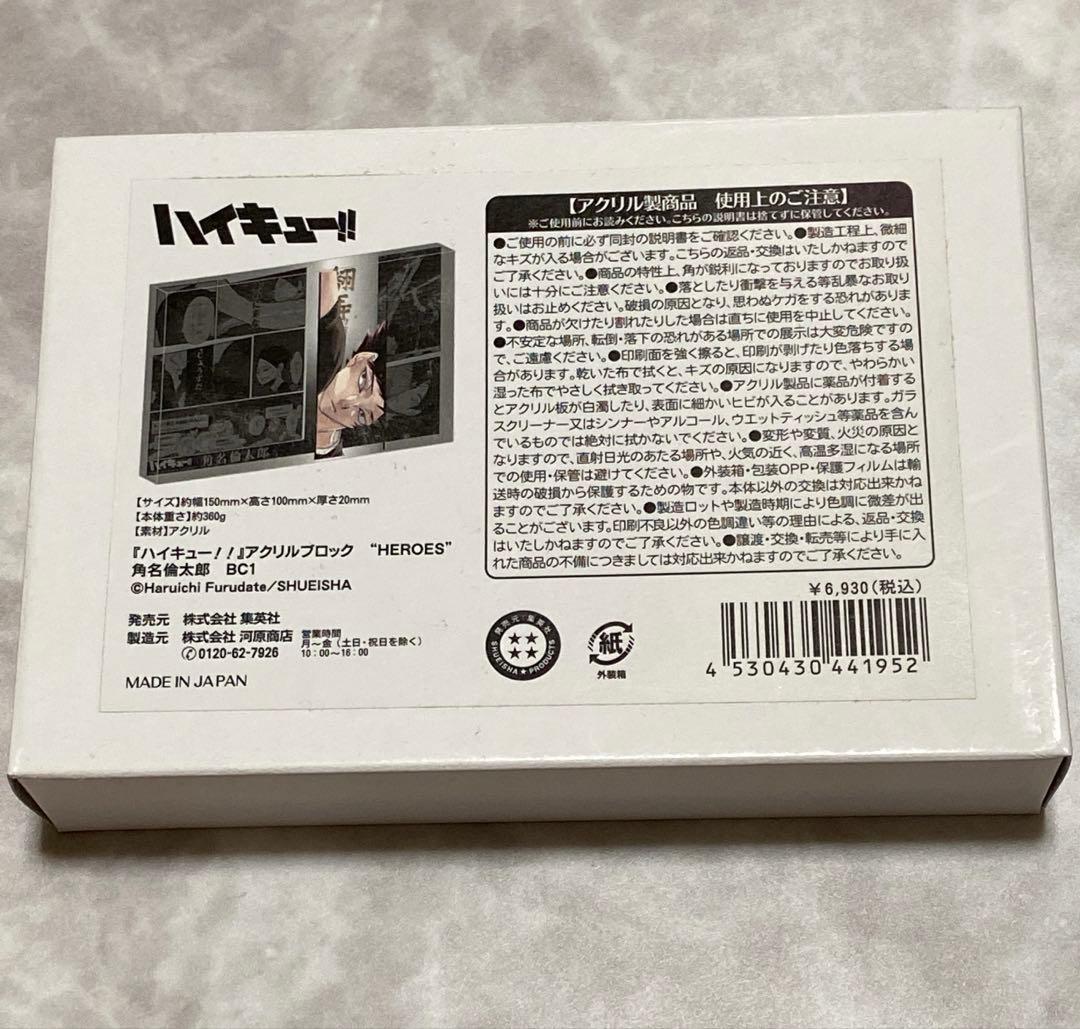 ハイキュー!!
ハイキュー!! 角名倫太郎
【サイズ】約幅150mm×高さ100mm×厚さ20mm
【本体重さ】約360g
【素材】アクリル
『ハイキュー！！』アクリルブロック “HEROES”
角名倫太郎 BC1
©Haruichi Furudate/SHUEISHA
発売元 株式会社 集英社
製造元 株式会社 河原商店 営業時間
月〜金（土日・祝日を除く）
0120-62-7926 10：00〜16：00
MADE IN JAPAN
【アクリル製商品 使用上のご注意】
※ご使用前にお読みください。こちらの説明書は捨てずに保管してください。
●ご使用の前に必ず同封の説明書をご確認ください。●製造工程上、微細
なキズが入る場合がございます。こちらの返品・交換はいたしかねますので
ご了承ください。●商品の特性上、角が鋭利になっておりますのでお取り扱
いには十分にご注意ください。●落としたり衝撃を与える等乱暴なお取り
扱いはお止めください。破損の原因となり、思わぬケガをする恐れがありま
す。●商品が欠けたり割れたりした場合は直ちに使用を中止してください。
●不安定な場所、転倒・落下の恐れがある場所での展示は大変危険ですの
で、ご遠慮ください。●印刷面を強く擦ると、印刷が剥げたり色落ちする場
合があります。乾いた布で拭くと、キズの原因になりますので、やわらかい
湿った布でやさしく拭き取ってください。●アクリル製品に薬品が付着する
とアクリル板が白濁したり、表面に細かいヒビが入ることがあります。ガラ
スクリーナー又はシンナーやアルコール、ウエットティッシュ等薬品を含ん
でいるものでは絶対に拭かないでください。●変形や変質、火災の原因と
なりますので、直射日光のあたる場所や、火気の近く、高温多湿になる場所
での使用・保管は避けてください。●外装箱・包装OPP・保護フィルムは輸
送時の破損から保護するための物です。本体以外の交換は対応出来かね
ますのでご了承ください。●製造ロットや製造時期により色調に微差が出
ることがございます。印刷不良以外の色調違い等の理由による、返品・交換
はいたしかねますのでご了承ください。●譲渡・交換・転売等により手に入
れた商品の不備につきましては対応出来かねますのでご了承ください。
￥6,930（税込）
発売元 集英社
SHUEISHA PRODUCTS
紙
外装箱
4 530430 441952